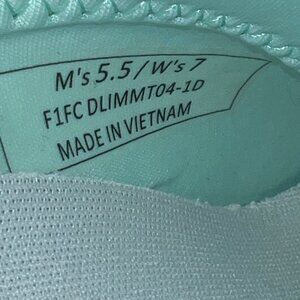 M's 5.5 / W's 7
F1FC DLIMMT04-1D
MADE IN VIETNAM